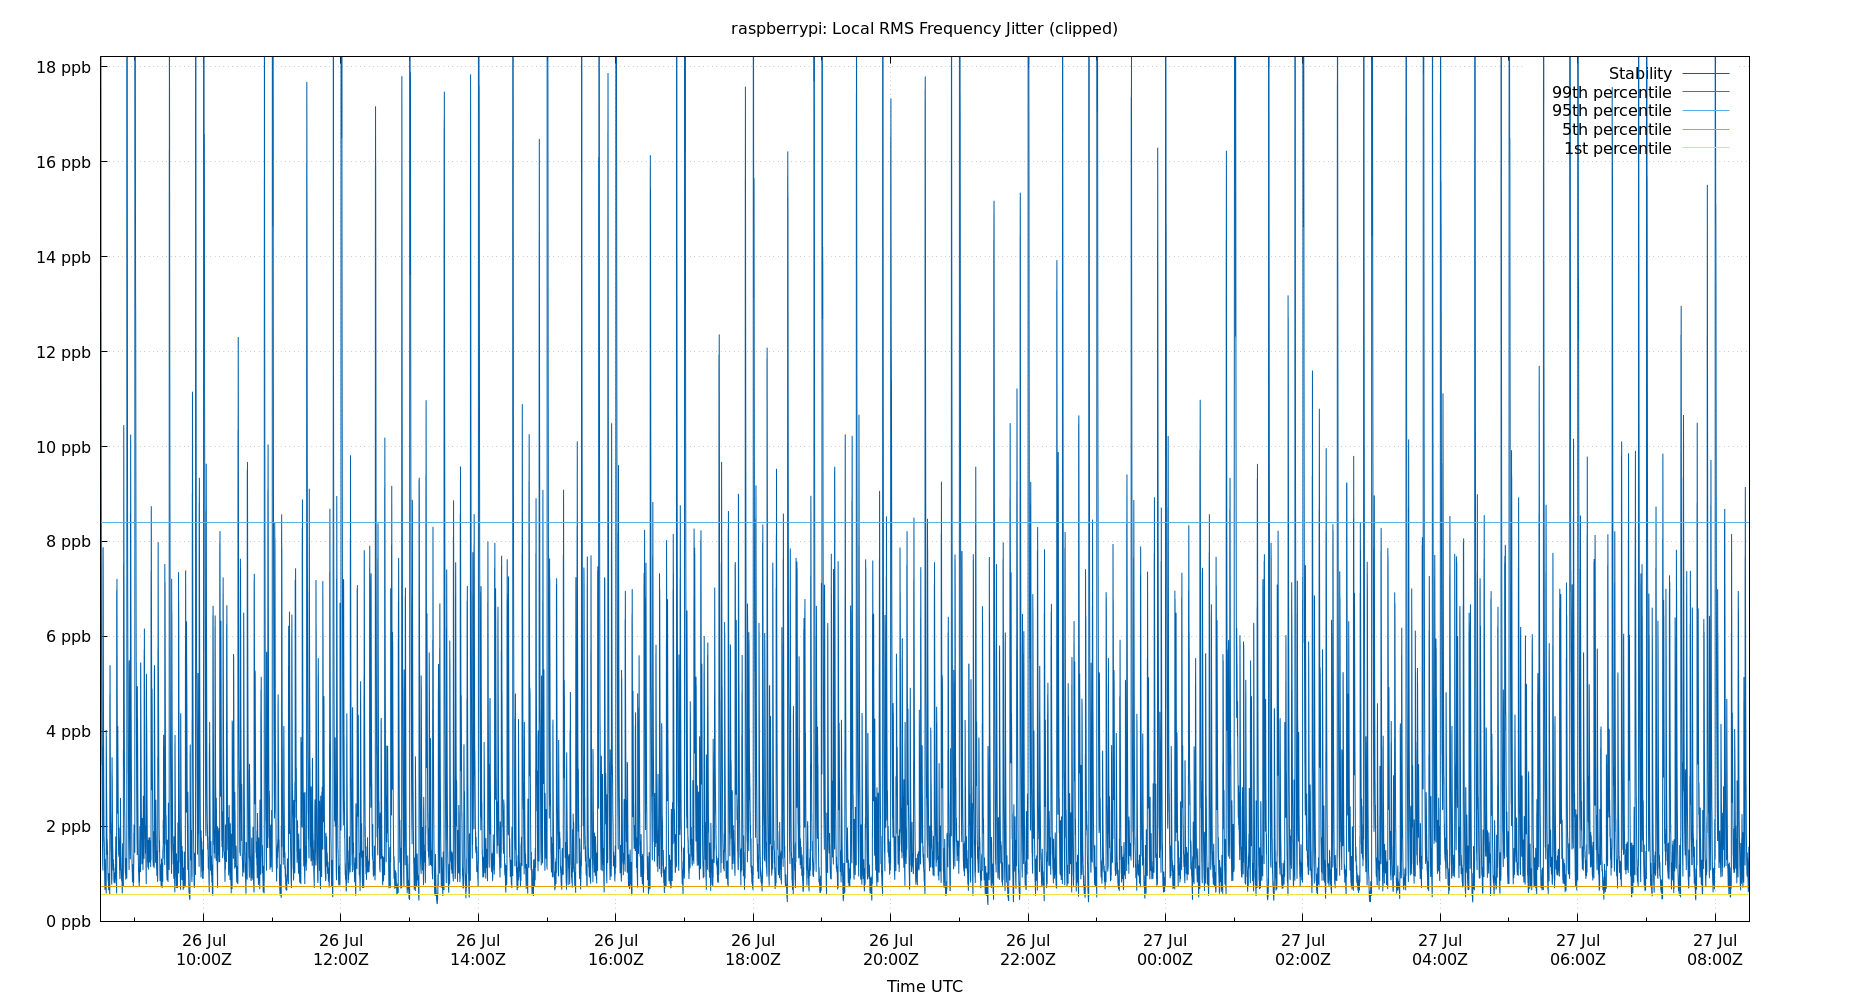 raspberrypi: Local RMS Frequency Jitter (clipped)
18 ppb
16 ppb
14 ppb
12 ppb
10 ppb
8 ppb
6 ppb
4 ppb
2 ppb
0 ppb
Stability
99th percentile
95th percentile
5th percentile
1st percentile
26 Jul
10:00Z
26 Jul
12:00Z
26 Jul
14:00Z
26 Jul
16:00Z
26 Jul
18:00Z
26 Jul
20:00Z
26 Jul
22:00Z
27 Jul
00:00Z
27 Jul
02:00Z
27 Jul
04:00Z
27 Jul
06:00Z
27 Jul
08:00Z
Time UTC